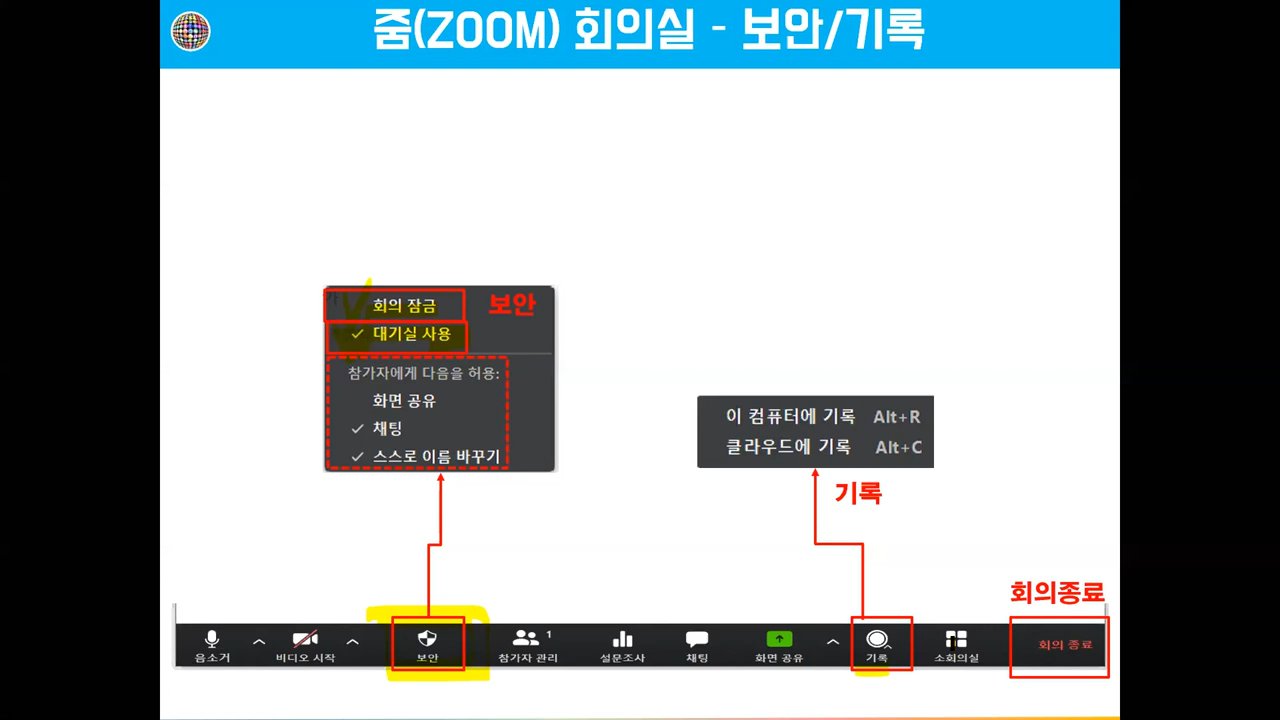 줌(ZOOM) 회의실 - 보안/기록
회의 잠금
보안
대기실 사용
참가자에게 다음을 허용:
화면 공유
채팅
스스로 이름 바꾸기
이 컴퓨터에 기록 Alt+R
클라우드에 기록 Alt+C
기록
회의종료
음소거
비디오 시작
보안
참가자 관리
1
설문조사
채팅
화면 공유
기록
소회의실
회의 종료